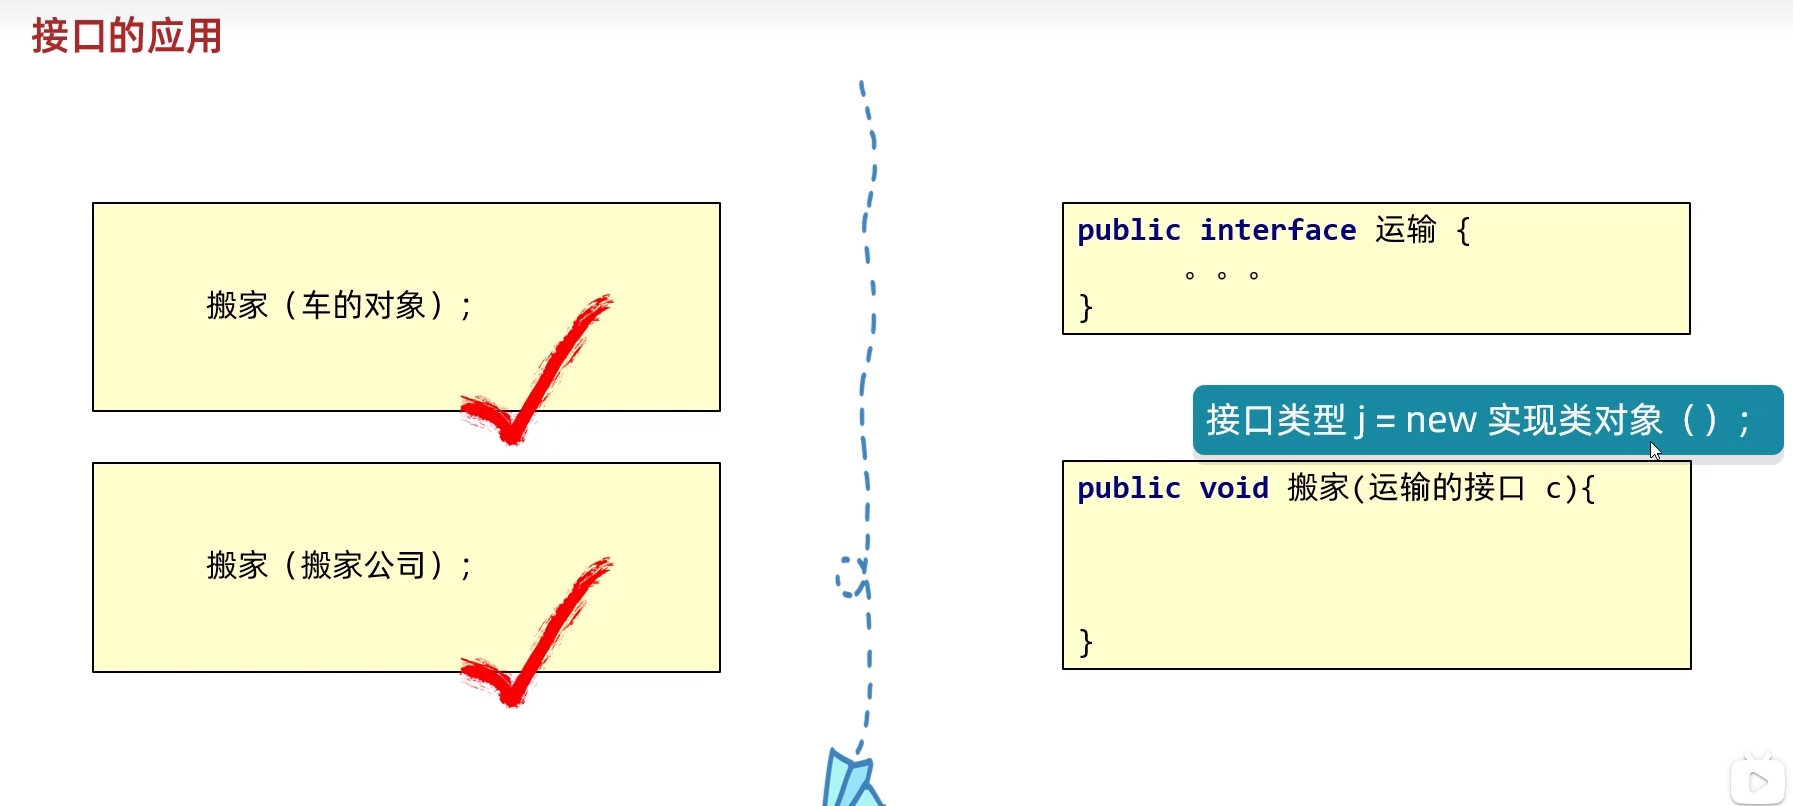 接口的应用
搬家（车的对象）；
搬家（搬家公司）；
public interface 运输 {
。。。
}
接口类型 j = new 实现类对象（）；
public void 搬家(运输的接口 c){
}